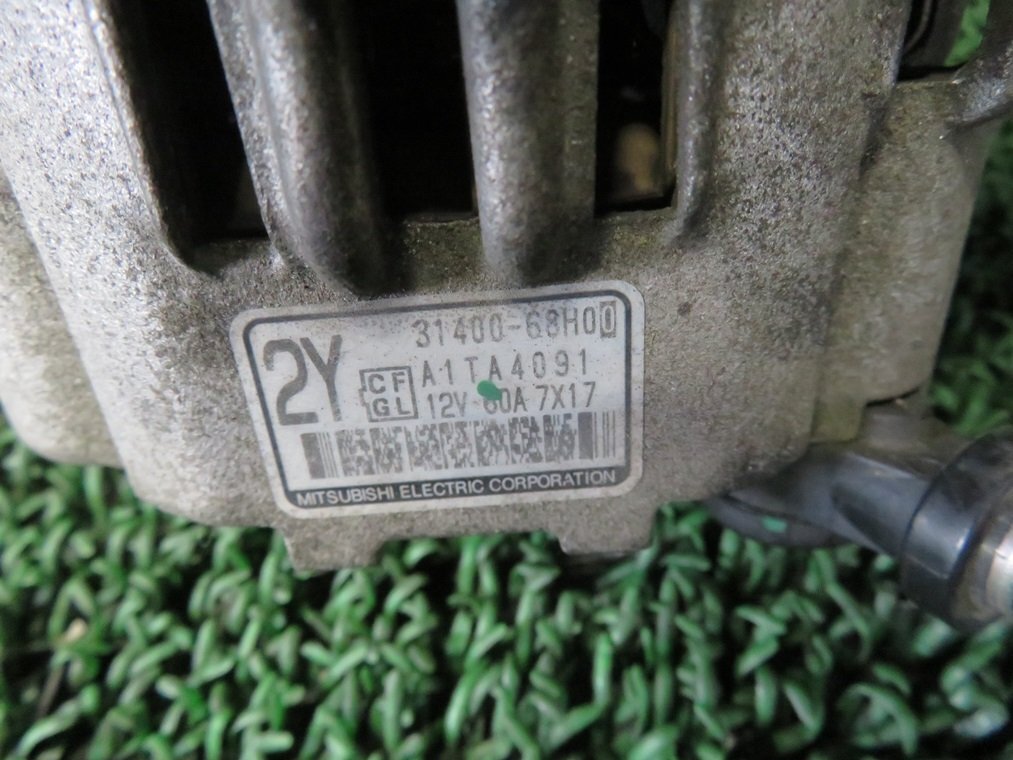 2Y
31400-68H00
CF
GL
A1TA4091
12V 60A 7X17
MITSUBISHI ELECTRIC CORPORATION